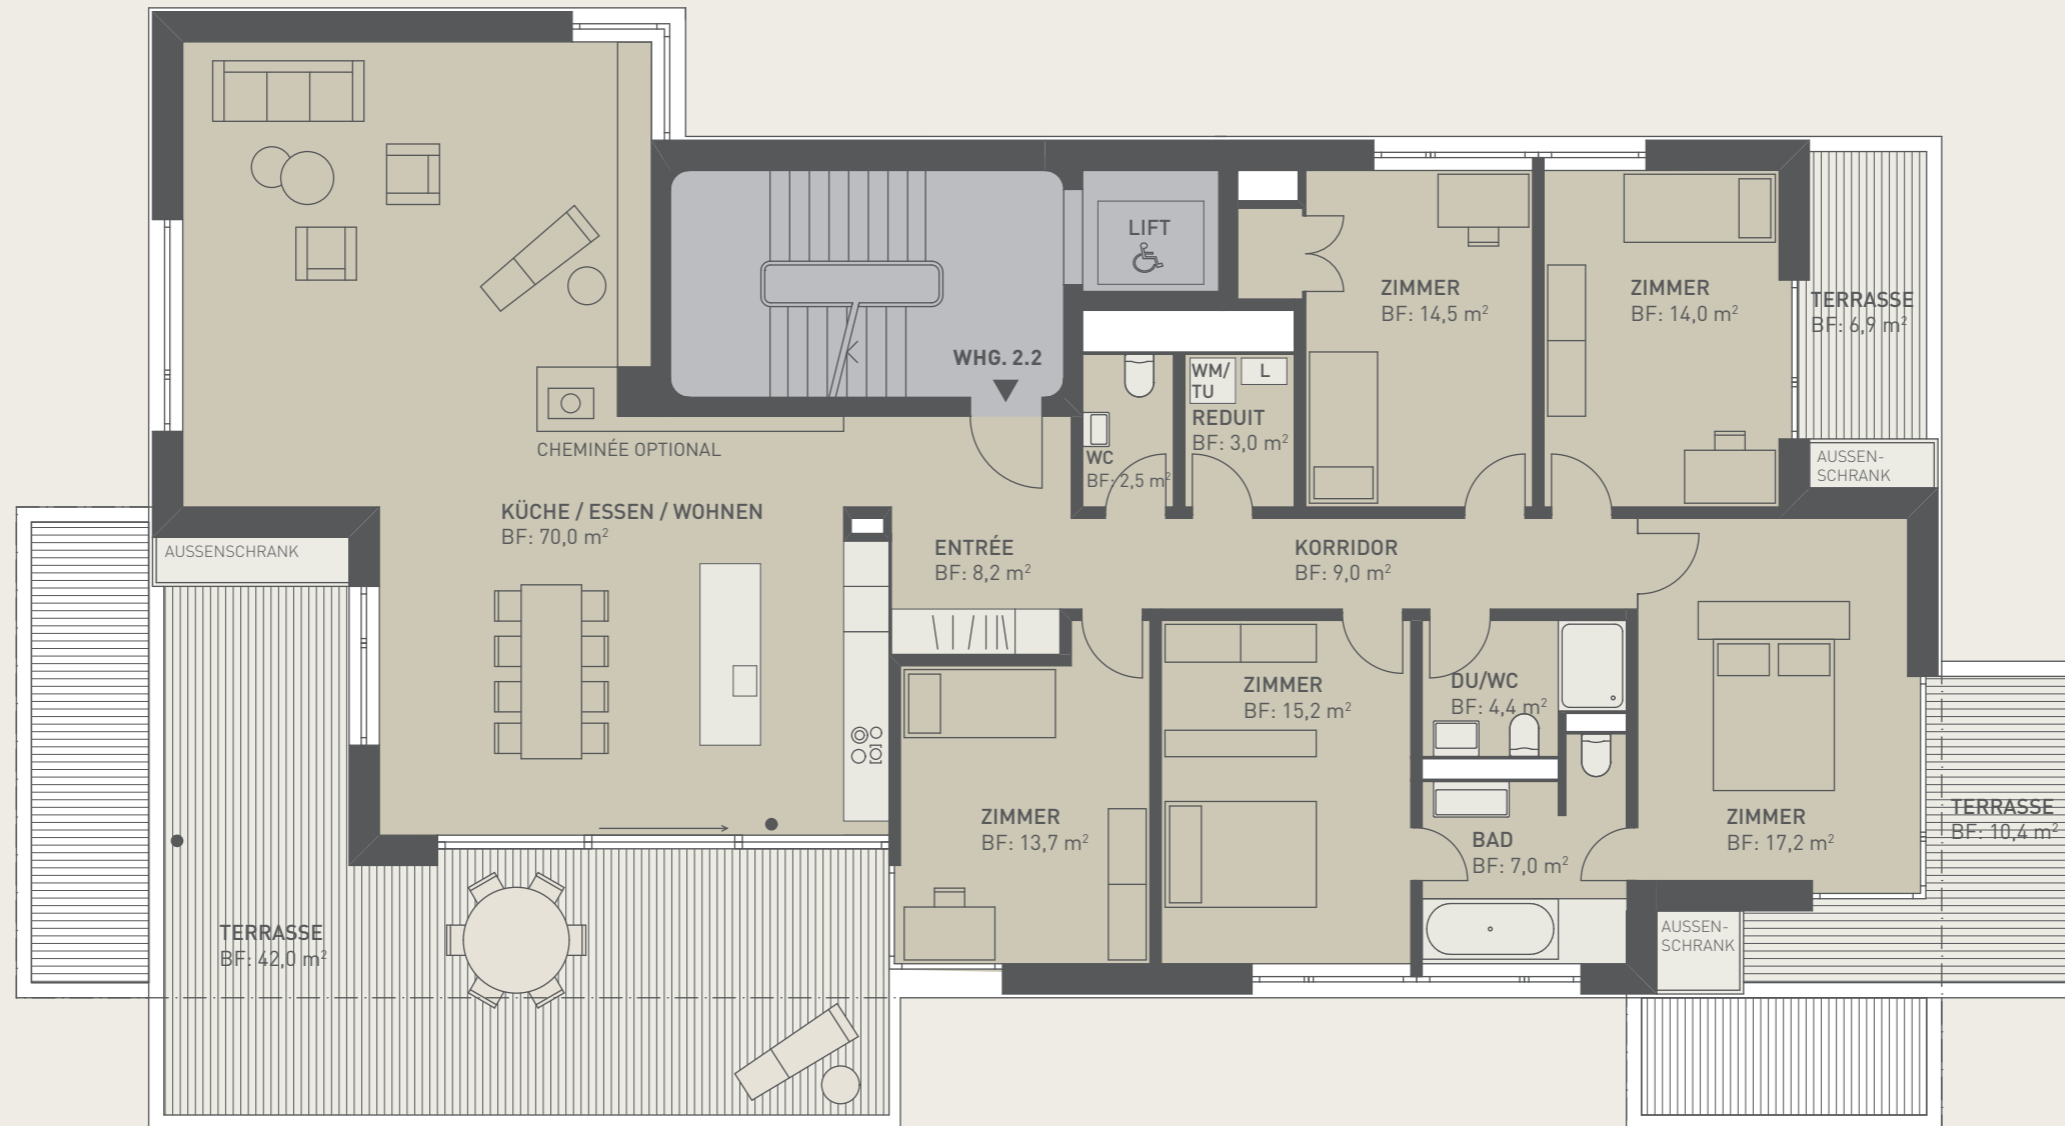 LIFT
ZIMMER
BF: 14,5 m²
ZIMMER
BF: 14,0 m²
TERRASSE
BF: 6,9 m²
WHG. 2.2
WM/
TU
L
REDUIT
BF: 3,0 m²
WC
BF: 2,5 m²
CHEMINÉE OPTIONAL
AUSSEN-
SCHRANK
KÜCHE / ESSEN / WOHNEN
BF: 70,0 m²
AUSSENSCHRANK
ENTRÉE
BF: 8,2 m²
KORRIDOR
BF: 9,0 m²
ZIMMER
BF: 15,2 m²
DU/WC
BF: 4,4 m²
ZIMMER
BF: 13,7 m²
BAD
BF: 7,0 m²
ZIMMER
BF: 17,2 m²
TERRASSE
BF: 10,4 m²
TERRASSE
BF: 42,0 m²
AUSSEN-
SCHRANK